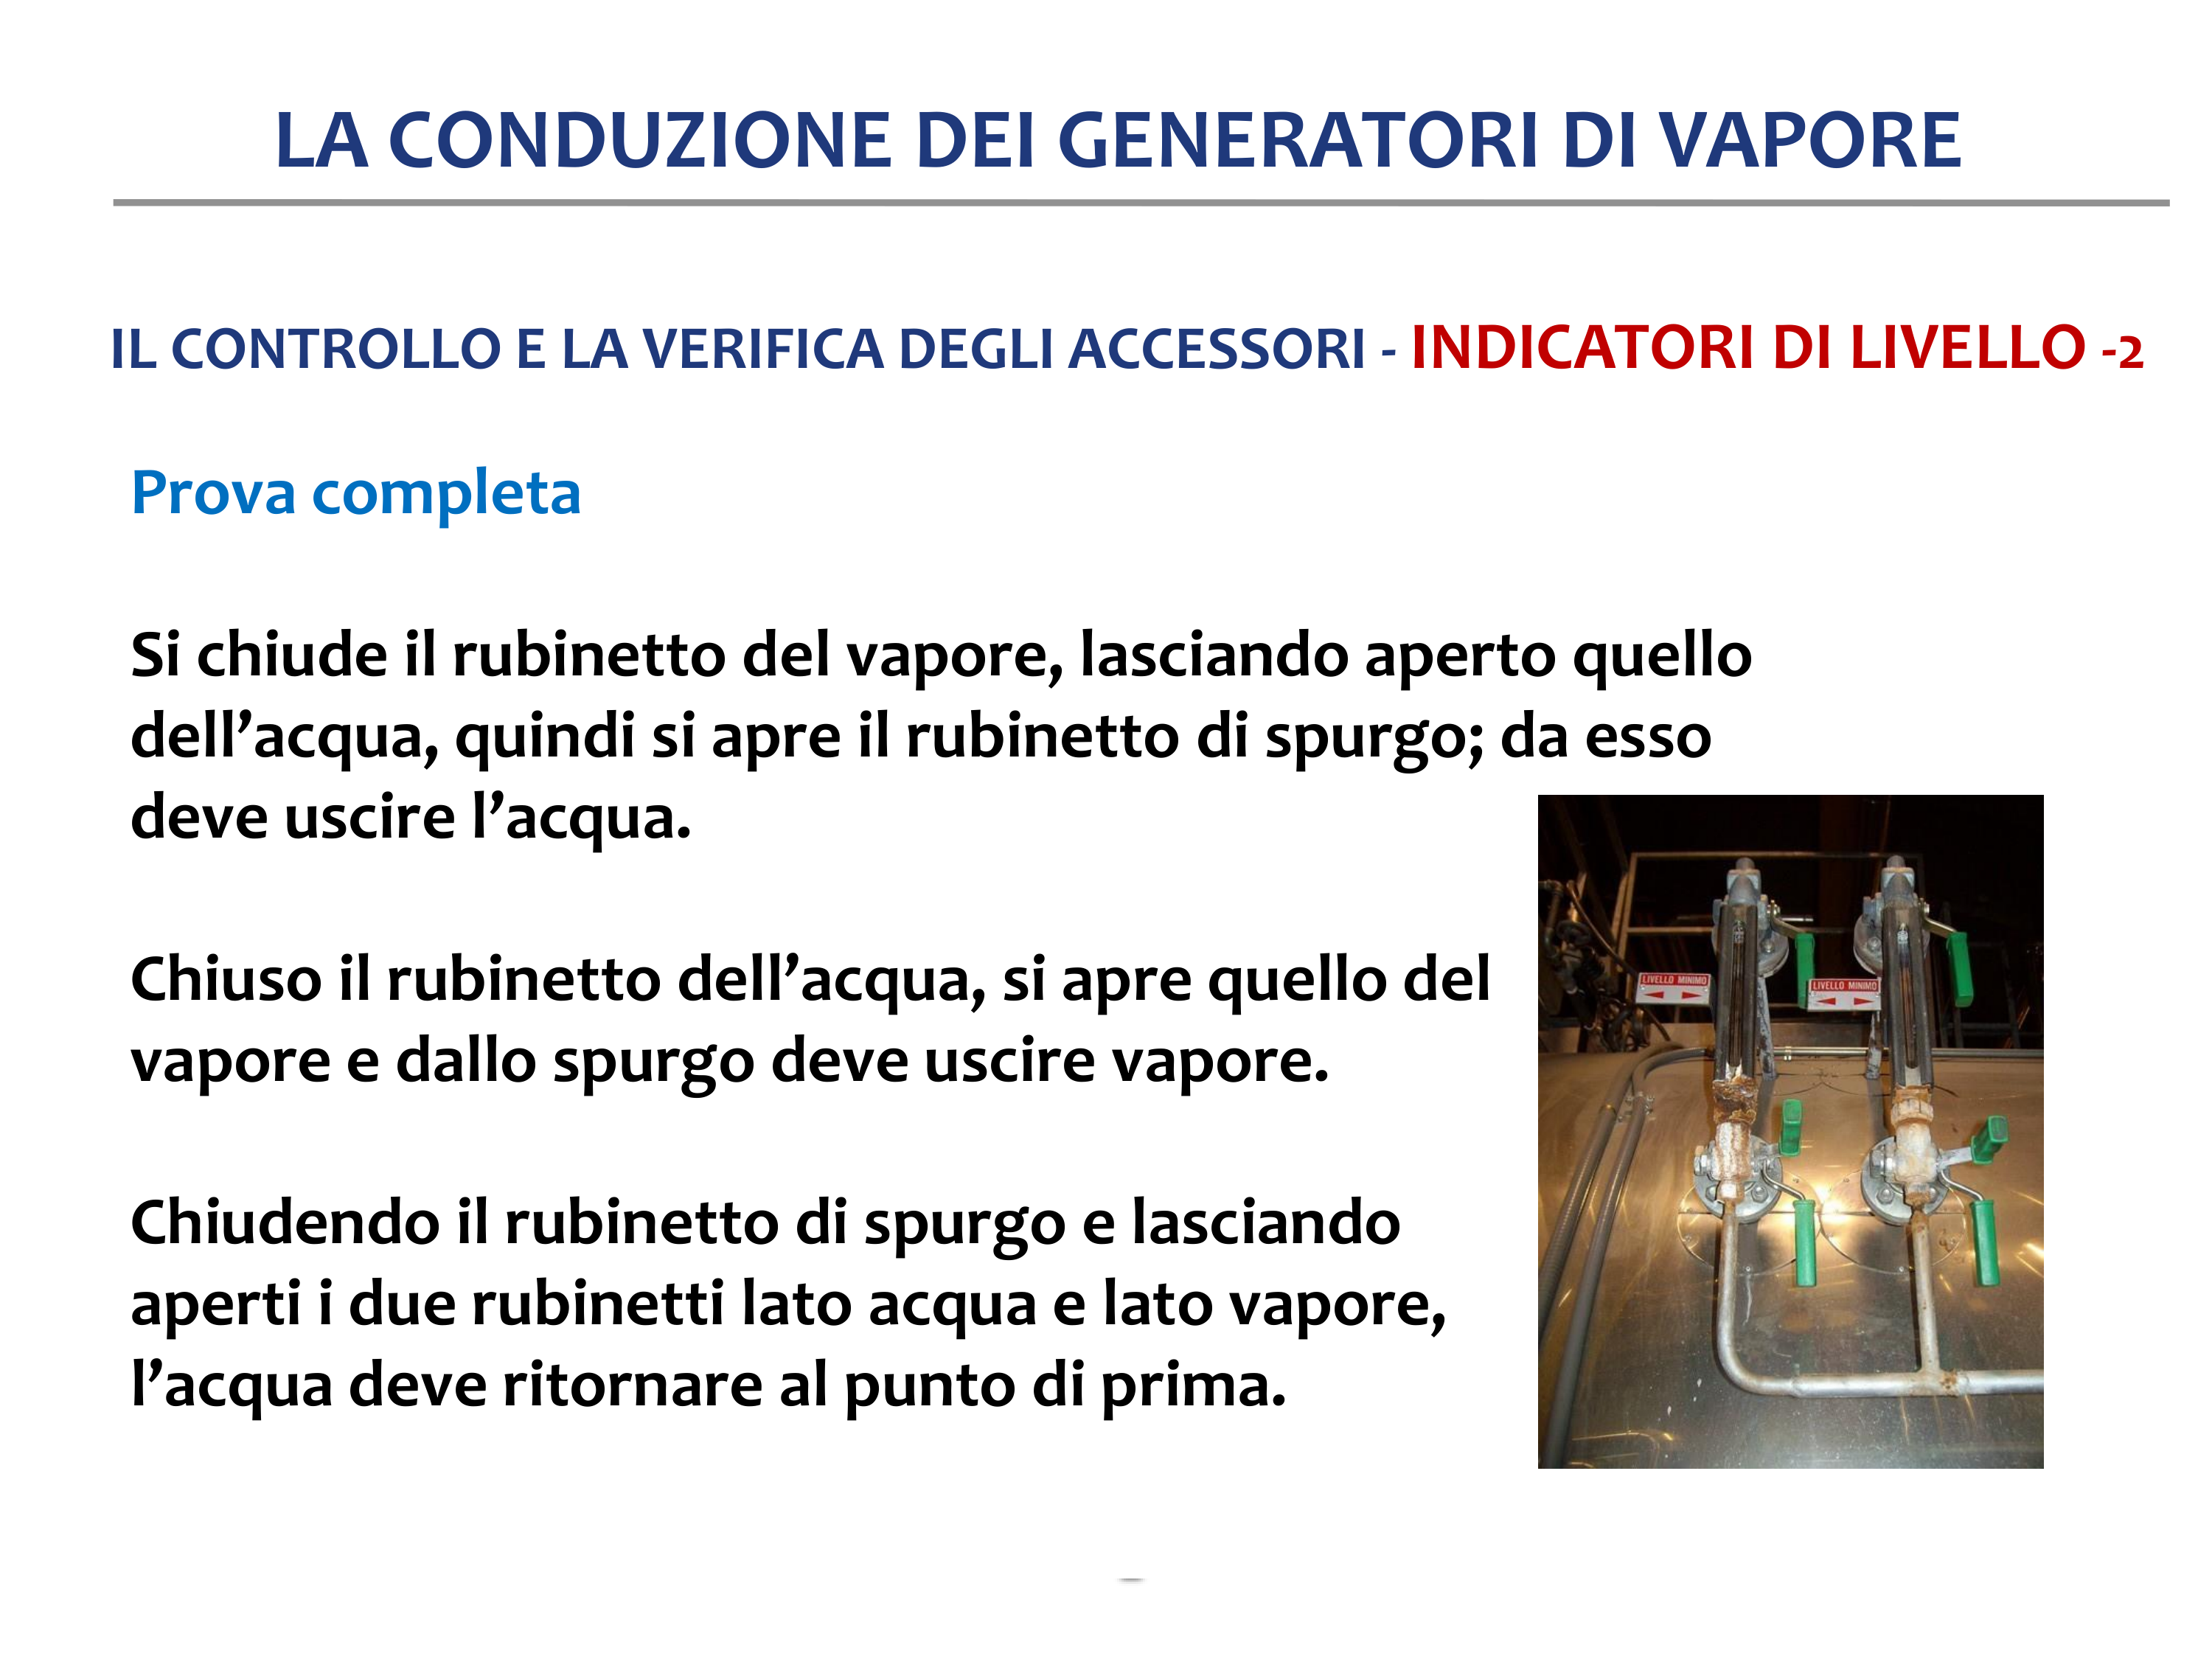 LA CONDUZIONE DEI GENERATORI DI VAPORE
IL CONTROLLO E LA VERIFICA DEGLI ACCESSORI - INDICATORI DI LIVELLO -2
Prova completa
Si chiude il rubinetto del vapore, lasciando aperto quello
dell’acqua, quindi si apre il rubinetto di spurgo; da esso
deve uscire l’acqua.
Chiuso il rubinetto dell’acqua, si apre quello del
vapore e dallo spurgo deve uscire vapore.
Chiudendo il rubinetto di spurgo e lasciando
aperti i due rubinetti lato acqua e lato vapore,
l’acqua deve ritornare al punto di prima.
LIVELLO MINIMO
LIVELLO MINIMO